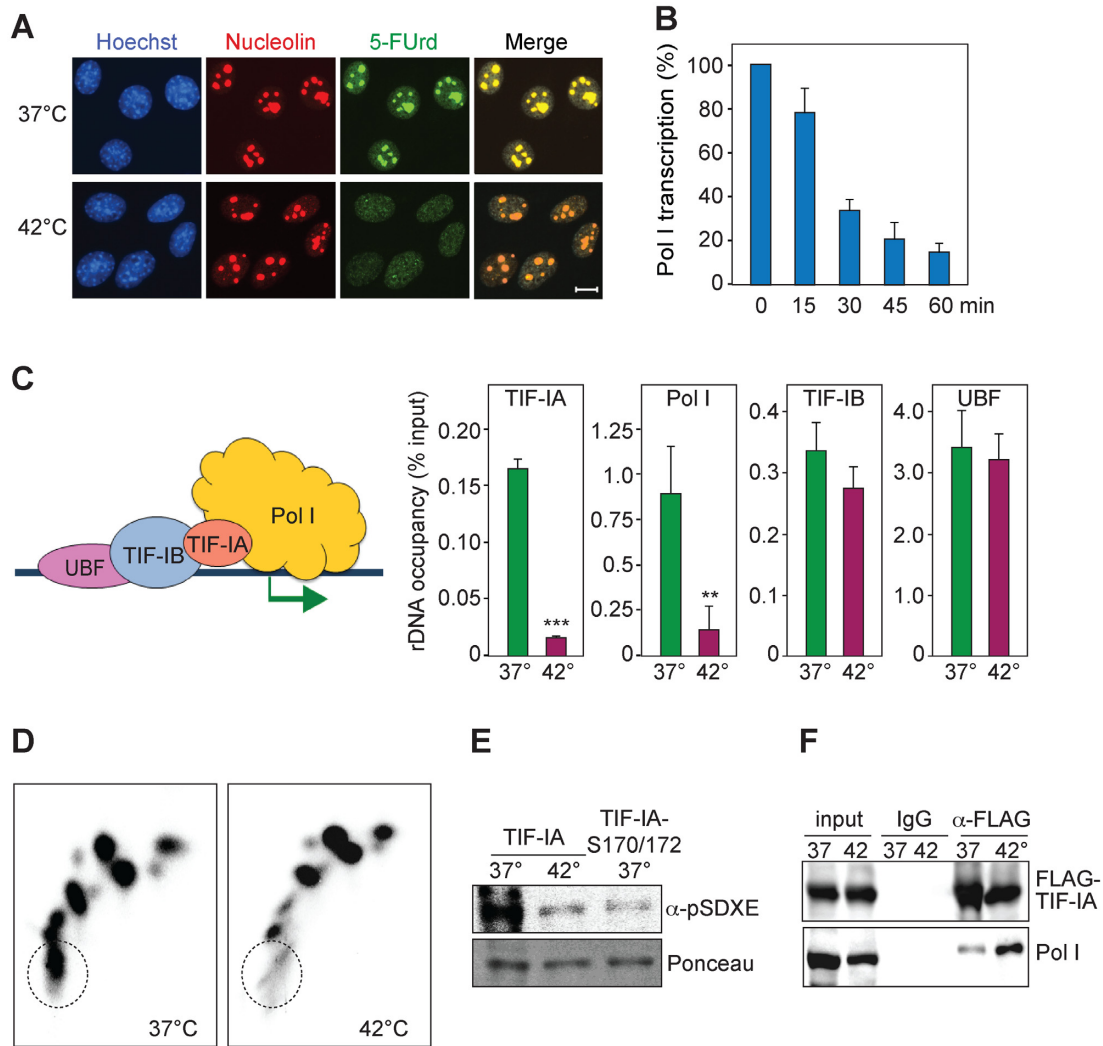 A
Hoechst
Nucleolin
5-FUrd
Merge
37°C
42°C
B
Pol I transcription (%)
100
80
60
40
20
0
0 15 30 45 60 min
C
UBF
TIF-IB
TIF-IA
Pol I
rDNA occupancy (% input)
TIF-IA
0.20
0.15
0.10
0.05
0
***
37° 42°
Pol I
1.25
1.0
0.75
0.50
0.25
0
**
37° 42°
TIF-IB
0.4
0.3
0.2
0.1
0
37° 42°
UBF
4.0
3.0
2.0
1.0
0
37° 42°
D
37°C
42°C
E
TIF-IA
TIF-IA-
S170/172
37° 42° 37°
α-pSDXE
Ponceau
F
input IgG α-FLAG
37 42 37 42 37 42°
FLAG-
TIF-IA
Pol I